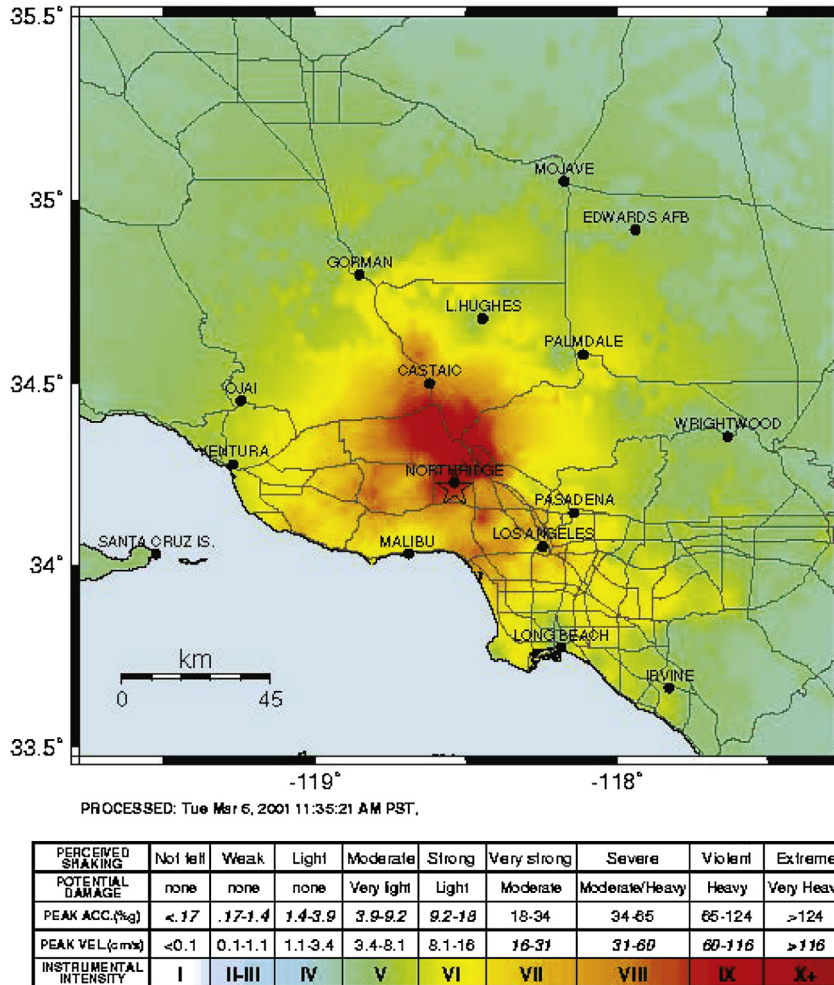 35.5°
MOJAVE
35°
EDWARDS AFB
GORMAN
L.HUGHES
PALMDALE
34.5°
CASTAIC
OJAI
WRIGHTWOOD
VENTURA
NORTHRIDGE
PASADENA
SANTA CRUZ IS.
MALIBU
LOS ANGELES
34°
LONG BEACH
km
IRVINE
0 45
33.5°
-119° -118°
PROCESSED: Tue Mar 6, 2001 11:35:21 AM PST,
PERCEIVED SHAKING Not felt Weak Light Moderate Strong Very strong Severe Violent Extreme
POTENTIAL DAMAGE none none none Very light Light Moderate Moderate/Heavy Heavy Very Heav
PEAK ACC.(%g) <.17 .17-1.4 1.4-3.9 3.9-9.2 9.2-18 18-34 34-65 65-124 >124
PEAK VEL.(cm/s) <0.1 0.1-1.1 1.1-3.4 3.4-8.1 8.1-16 16-31 31-60 60-116 >116
INSTRUMENTAL INTENSITY I II-III IV V VI VII VIII IX X+